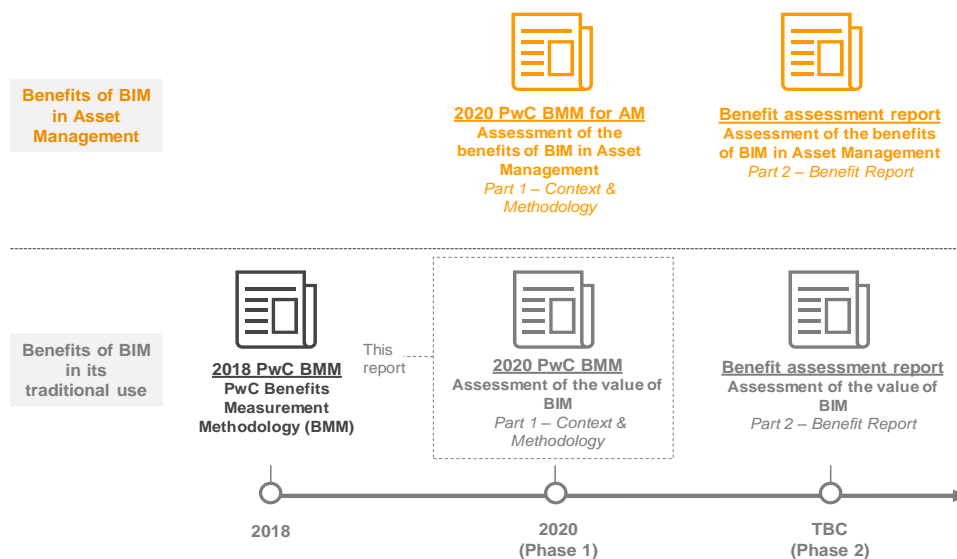 Benefits of BIM
in Asset
Management
2020 PwC BMM for AM
Assessment of the
benefits of BIM in Asset
Management
Part 1 – Context &
Methodology
Benefit assessment report
Assessment of the benefits
of BIM in Asset Management
Part 2 – Benefit Report
Benefits of BIM
in its
traditional use
2018 PwC BMM
PwC Benefits
Measurement
Methodology (BMM)
This
report
2020 PwC BMM
Assessment of the value of
BIM
Part 1 – Context &
Methodology
Benefit assessment report
Assessment of the value of
BIM
Part 2 – Benefit Report
2018
2020
(Phase 1)
TBC
(Phase 2)